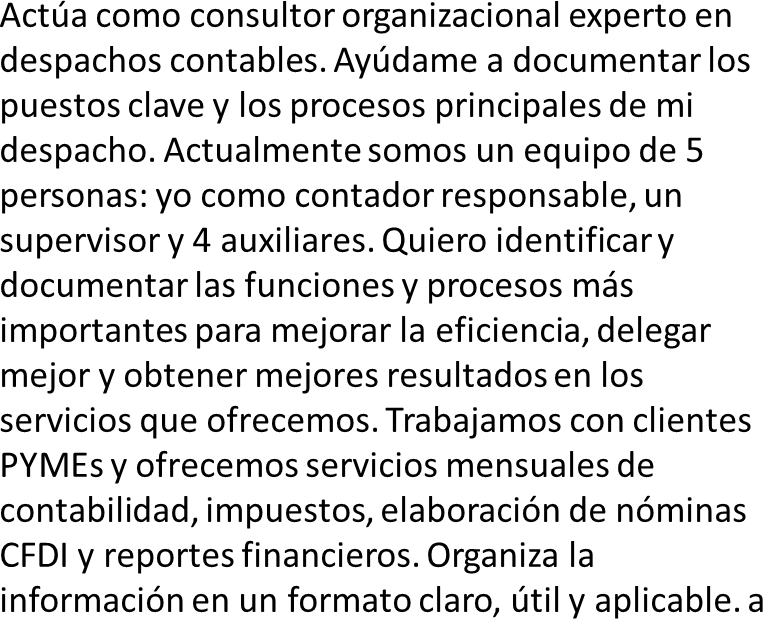 Actúa como consultor organizacional experto en
despachos contables. Ayúdame a documentar los
puestos clave y los procesos principales de mi
despacho. Actualmente somos un equipo de 5
personas: yo como contador responsable, un
supervisor y 4 auxiliares. Quiero identificar y
documentar las funciones y procesos más
importantes para mejorar la eficiencia, delegar
mejor y obtener mejores resultados en los
servicios que ofrecemos. Trabajamos con clientes
PYMEs y ofrecemos servicios mensuales de
contabilidad, impuestos, elaboración de nóminas
CFDI y reportes financieros. Organiza la
información en un formato claro, útil y aplicable. a